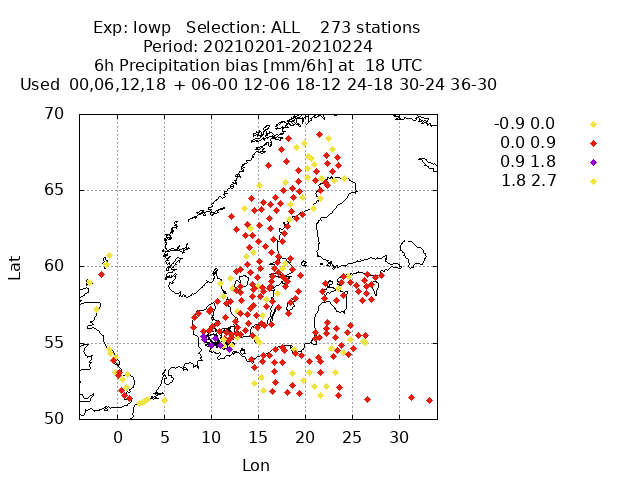 Exp: lowp Selection: ALL 273 stations
Period: 20210201-20210224
6h Precipitation bias [mm/6h] at 18 UTC
Used 00,06,12,18 + 06-00 12-06 18-12 24-18 30-24 36-30
-0.9 0.0
0.0 0.9
0.9 1.8
1.8 2.7
70
65
60
55
50
Lat
0 5 10 15 20 25 30
Lon